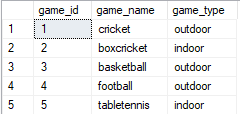 game_id game_name game_type
1 1 cricket outdoor
2 2 boxcricket indoor
3 3 basketball outdoor
4 4 football outdoor
5 5 tabletennis indoor